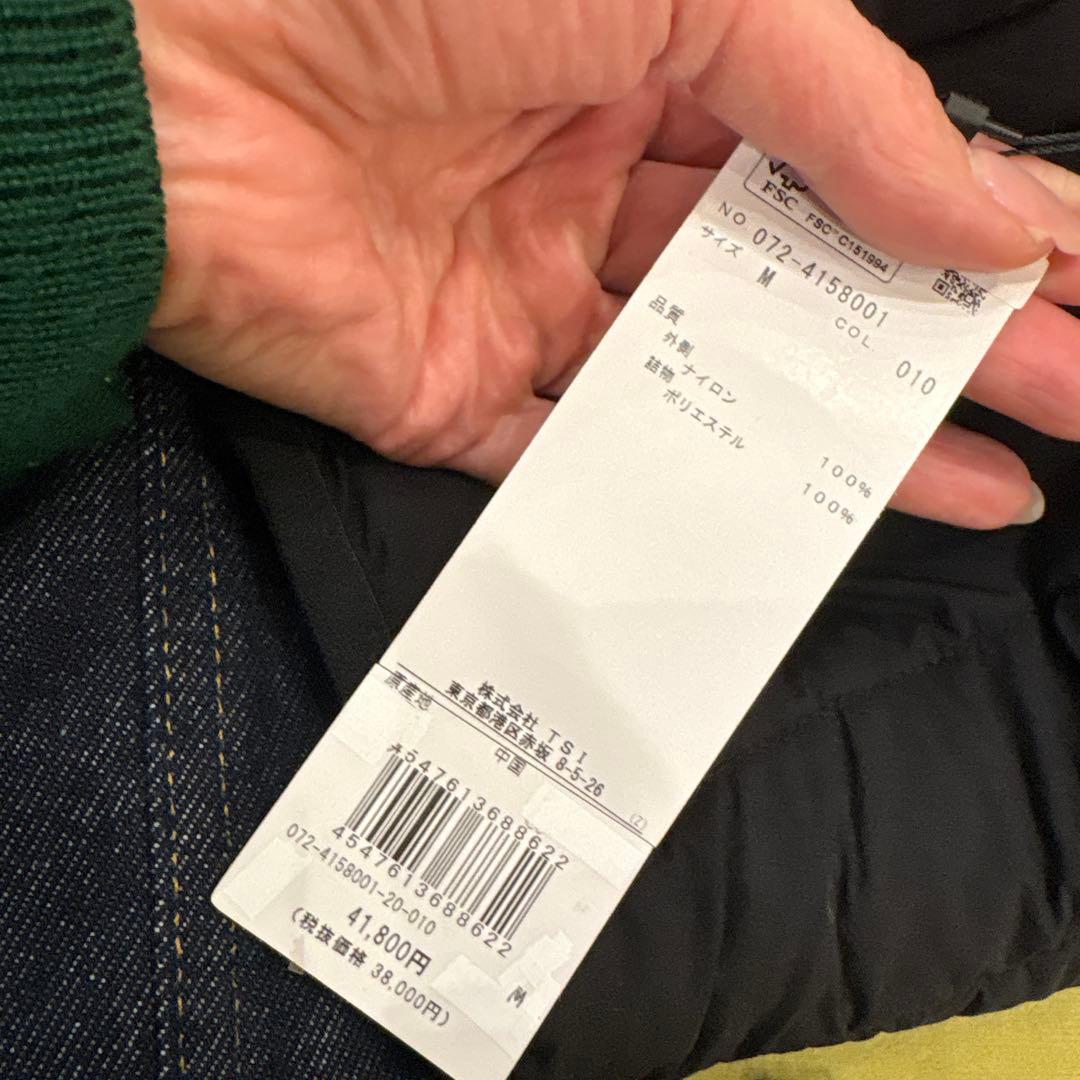 FSC FSC® C151994
NO 072-4158001
サイズ M COL. 010
品質
外側 ナイロン 100%
詰物 ポリエステル 100%
株式会社 TSI
東京都港区赤坂 8-5-26
(Z)
原産地 中国
4547613688622
4547613688622
072-4158001-20-010
41,800円 M
(税抜価格 38,000円)